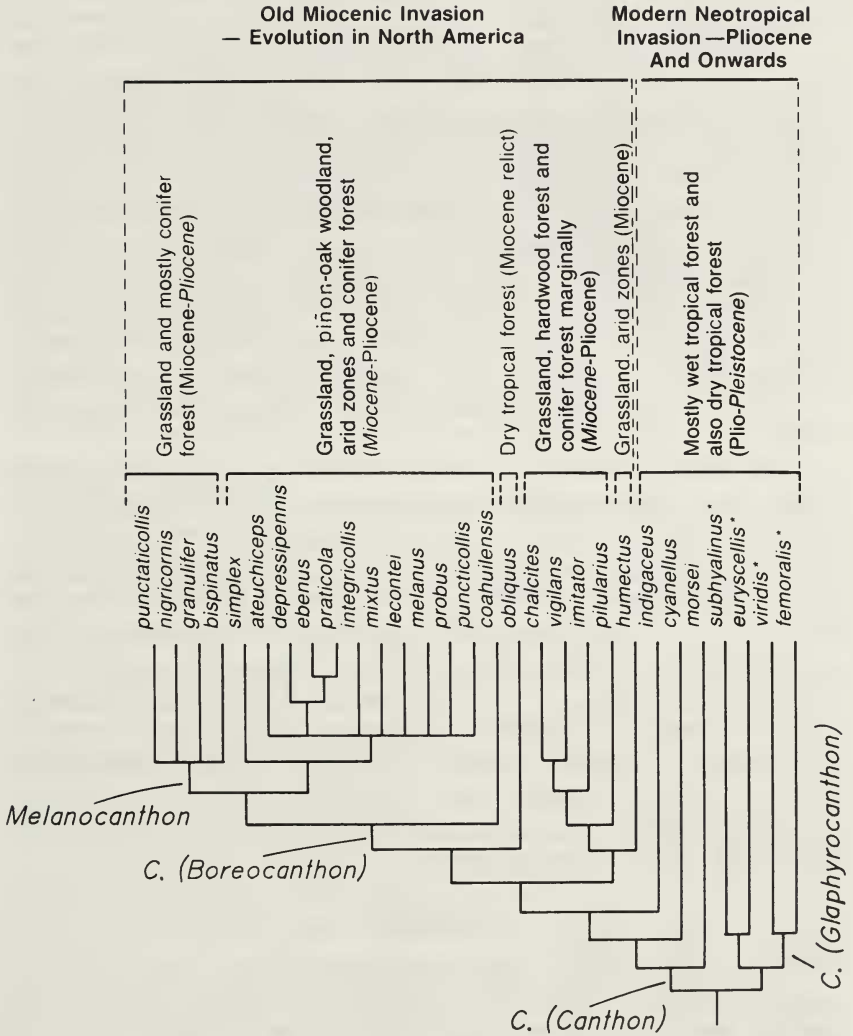 Old Miocenic Invasion
— Evolution in North America
Modern Neotropical
Invasion — Pliocene
And Onwards
Grassland and mostly conifer
forest (Miocene-Pliocene)
Grassland, piñon-oak woodland,
arid zones and conifer forest
(Miocene-Pliocene)
Dry tropical forest (Miocene relict)
Grassland, hardwood forest and
conifer forest marginally
(Miocene-Pliocene)
Grassland. arid zones (Miocene)
Mostly wet tropical forest and
also dry tropical forest
(Plio-Pleistocene)
punctaticollis
nigricornis
granulifer
bispinatus
simplex
ateuchiceps
depressipennis
ebenus
praticola
integricollis
mixtus
lecontei
melanus
probus
puncticollis
coahuilensis
obliquus
chalcites
vigilans
imitator
pilularius
humectus
indigaceus
cyanellus
morsei
subhyalinus*
euryscellis*
viridis*
femoralis*
Melanocanthon
C. (Boreocanthon)
C. (Canthon)
C. (Glaphyrocanthon)